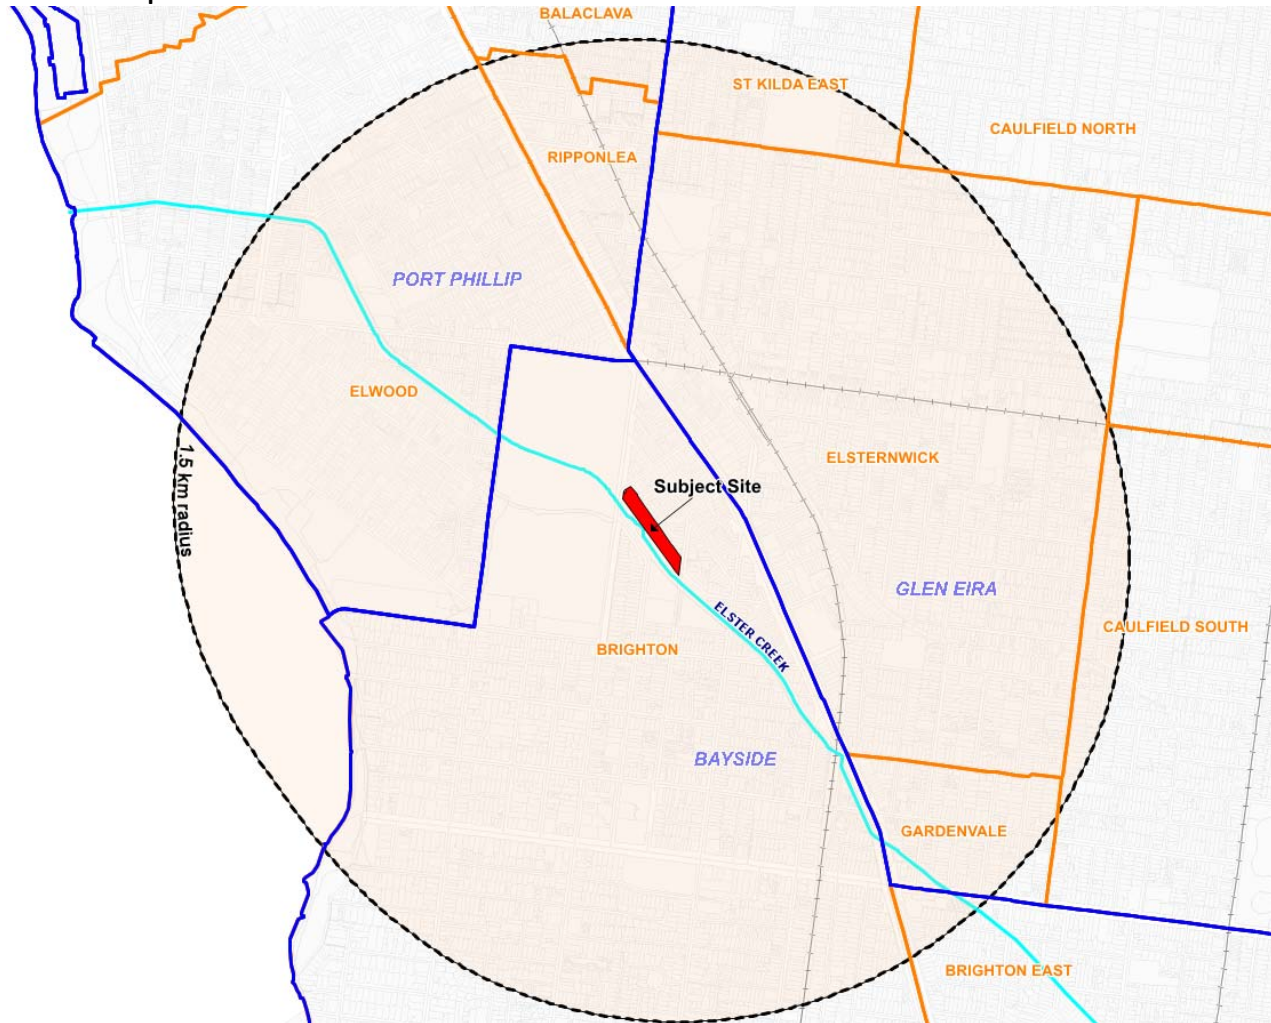 BALACLAVA
ST KILDA EAST
CAULFIELD NORTH
RIPPONLEA
PORT PHILLIP
ELWOOD
ELSTERNWICK
1.5 km radius
Subject Site
GLEN EIRA
ELSTER CREEK
CAULFIELD SOUTH
BRIGHTON
BAYSIDE
GARDENVALE
BRIGHTON EAST